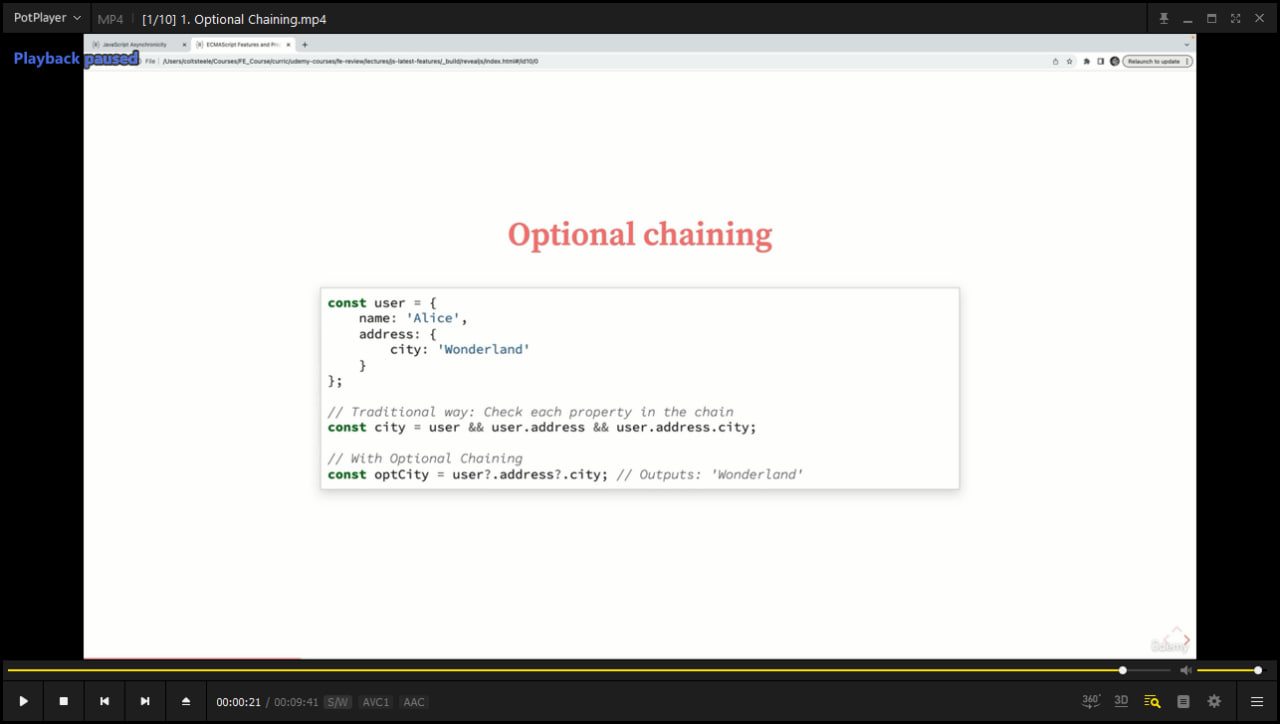 PotPlayer
MP4
[1/10] 1. Optional Chaining.mp4
JavaScript Asynchronicity
ECMAScript Features and Pro
Playback paused
File
/Users/coltsteele/Courses/FE_Course/curric/udemy-courses/fe-review/lectures/js-latest-features/_build/revealjs/index.html#/id10/0
Relaunch to update
Optional chaining
const user = {
    name: 'Alice',
    address: {
        city: 'Wonderland'
    }
};
// Traditional way: Check each property in the chain
const city = user && user.address && user.address.city;
// With Optional Chaining
const optCity = user?.address?.city; // Outputs: 'Wonderland'
Udemy
00:00:21 / 00:09:41 S/W AVC1 AAC
360°
3D